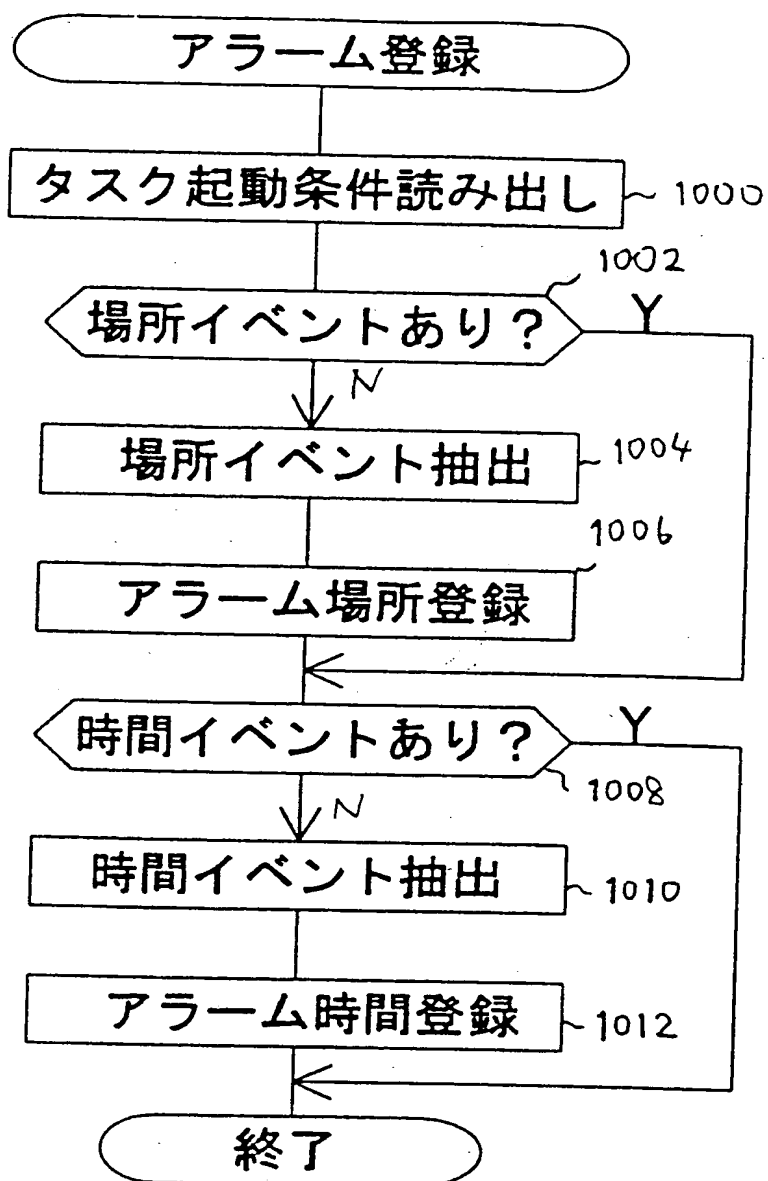 アラーム登録
タスク起動条件読み出し
1000
1002
場所イベントあり?
Y
N
場所イベント抽出
1004
1006
アラーム場所登録
時間イベントあり?
Y
1008
N
時間イベント抽出
1010
アラーム時間登録
1012
終了